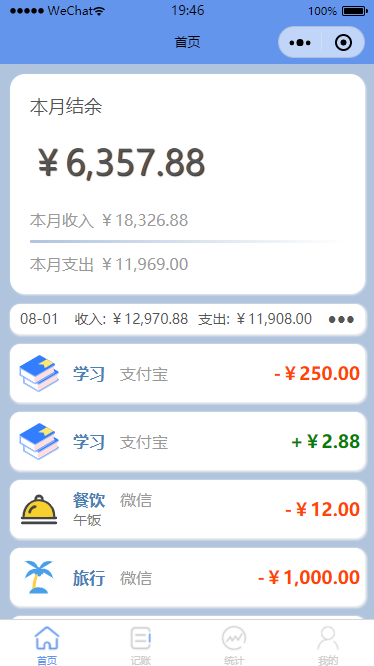 WeChat 19:46 100%
首页
本月结余
￥6,357.88
本月收入 ￥18,326.88
本月支出 ￥11,969.00
08-01 收入: ￥12,970.88 支出: ￥11,908.00
学习 支付宝 -￥250.00
学习 支付宝 +￥2.88
餐饮 微信 -￥12.00
午饭
旅行 微信 -￥1,000.00
首页 记账 统计 我的